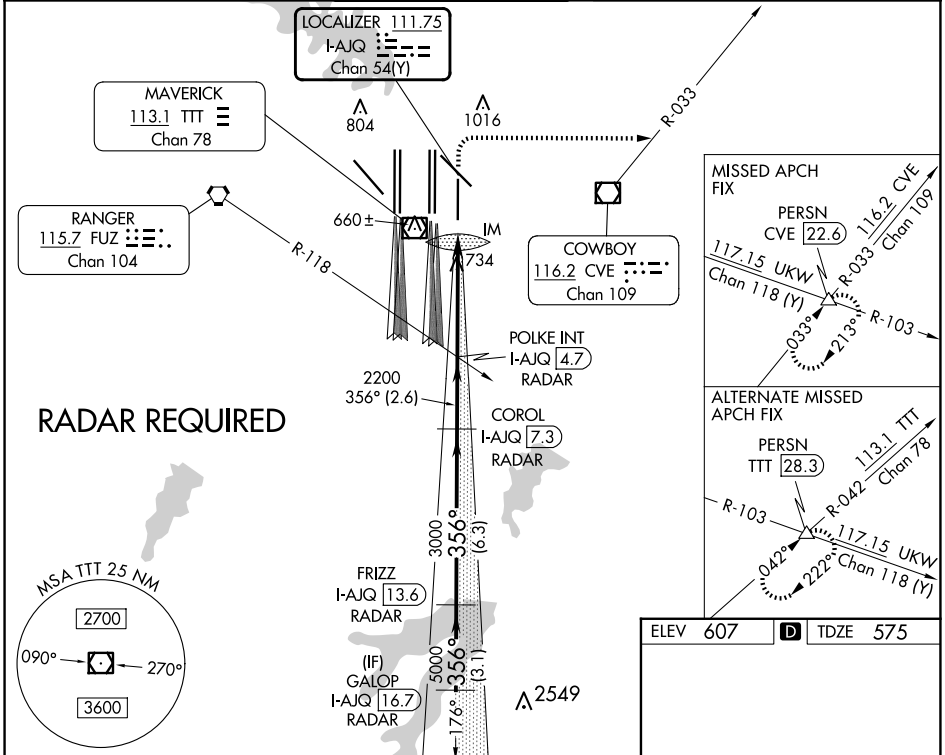 LOCALIZER 111.75
I-AJQ
Chan 54(Y)
MAVERICK
113.1 TTT
Chan 78
804
1016
R-033
RANGER
115.7 FUZ
Chan 104
660±
IM
734
R-118
COWBOY
116.2 CVE
Chan 109
POLKE INT
I-AJQ 4.7
RADAR
2200
356° (2.6)
COROL
I-AJQ 7.3
RADAR
RADAR REQUIRED
3000
356°
(6.3)
FRIZZ
I-AJQ 13.6
RADAR
5000
356°
(3.1)
(IF)
GALOP
I-AJQ 16.7
RADAR
176°
2549
MSA TTT 25 NM
2700
090°
270°
3600
MISSED APCH
FIX
PERSN
CVE 22.6
116.2 CVE
Chan 109
R-033
117.15 UKW
Chan 118 (Y)
R-103
033°
213°
ALTERNATE MISSED
APCH FIX
PERSN
TTT 28.3
113.1 TTT
Chan 78
R-042
R-103
117.15 UKW
Chan 118 (Y)
042°
222°
ELEV 607 D TDZE 575